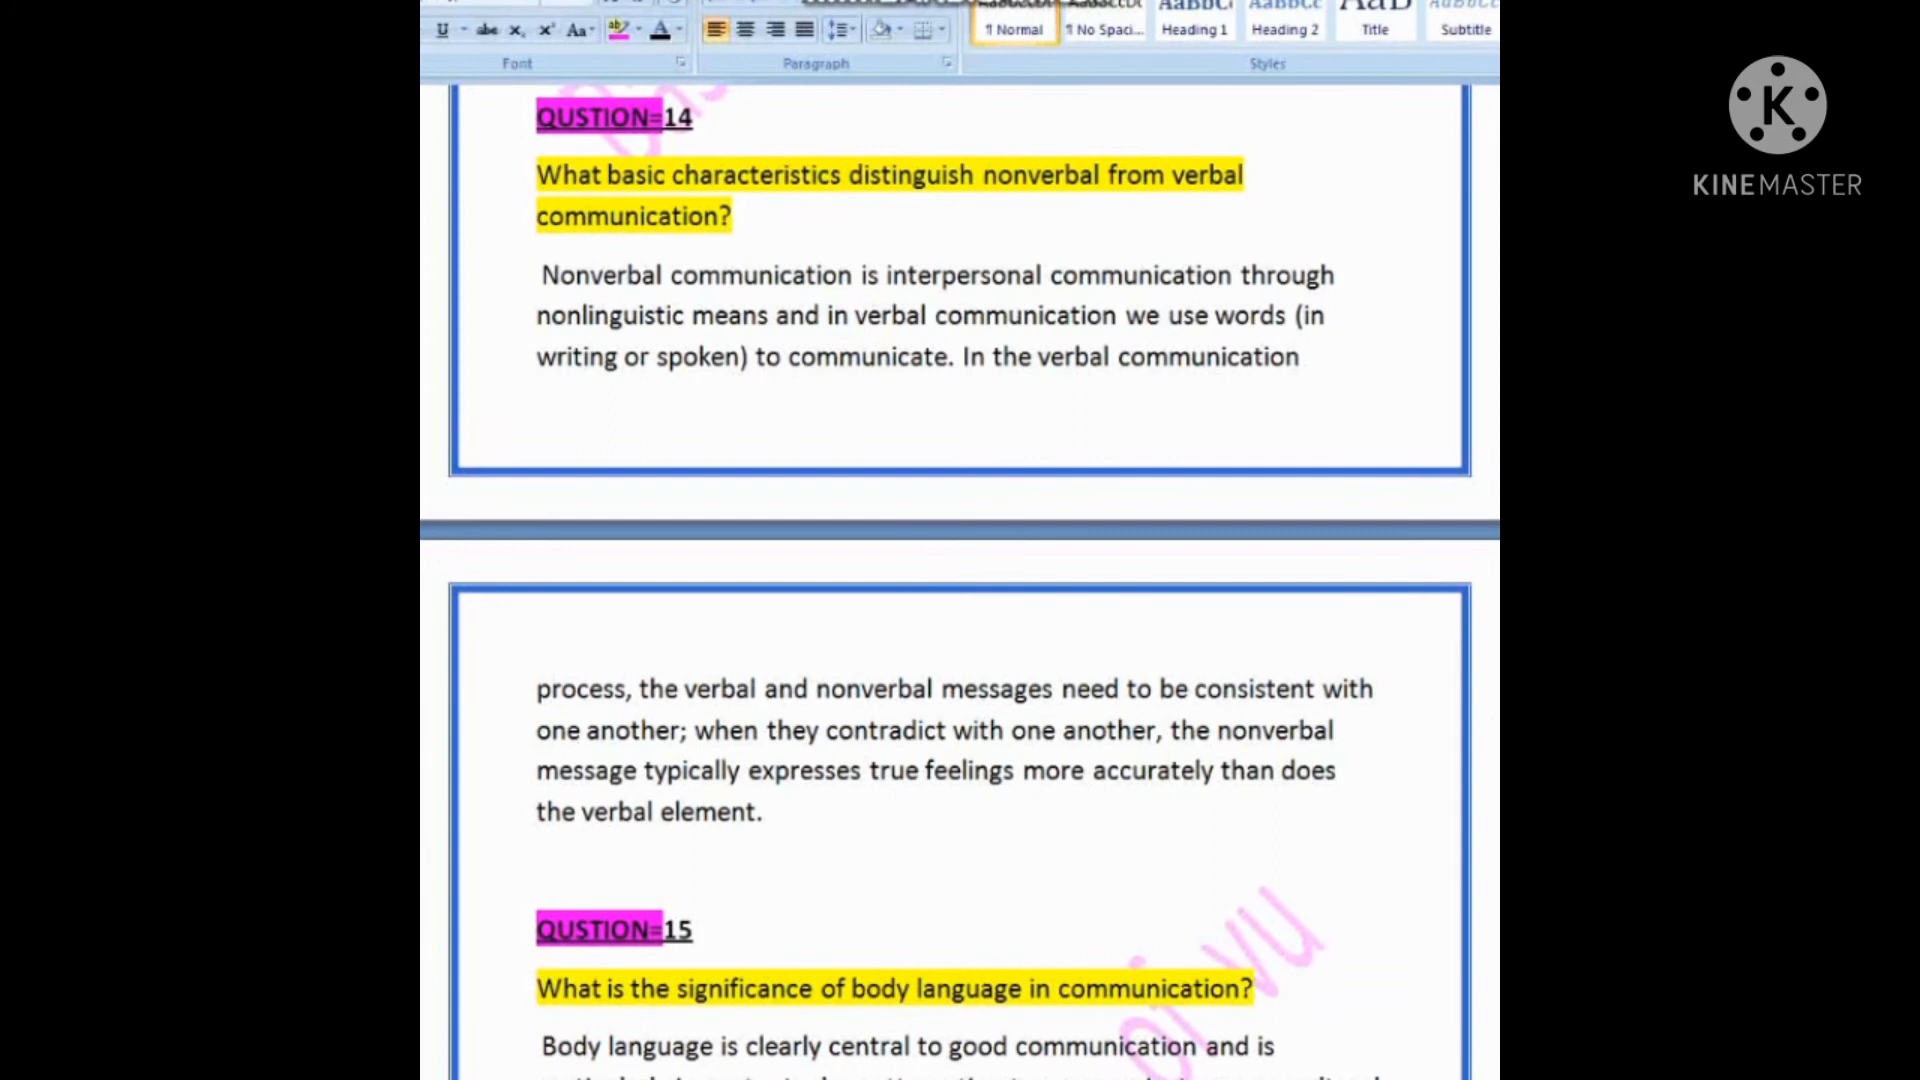 U abe x, x' Aa ab A
¶ Normal ¶ No Spaci... Heading 1 Heading 2 Title Subtitle
Font Paragraph Styles
K
KINEMASTER
QUSTION=14
What basic characteristics distinguish nonverbal from verbal
communication?
Nonverbal communication is interpersonal communication through
nonlinguistic means and in verbal communication we use words (in
writing or spoken) to communicate. In the verbal communication
process, the verbal and nonverbal messages need to be consistent with
one another; when they contradict with one another, the nonverbal
message typically expresses true feelings more accurately than does
the verbal element.
QUSTION=15
What is the significance of body language in communication?
Body language is clearly central to good communication and is
of vu